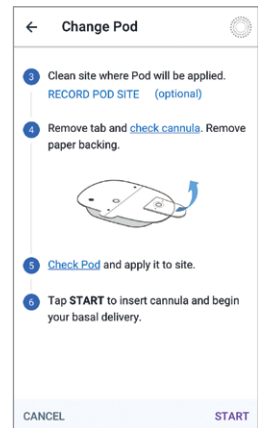 ← Change Pod
3 Clean site where Pod will be applied.
RECORD POD SITE (optional)
4 Remove tab and check cannula. Remove
paper backing.
5 Check Pod and apply it to site.
6 Tap START to insert cannula and begin
your basal delivery.
CANCEL START